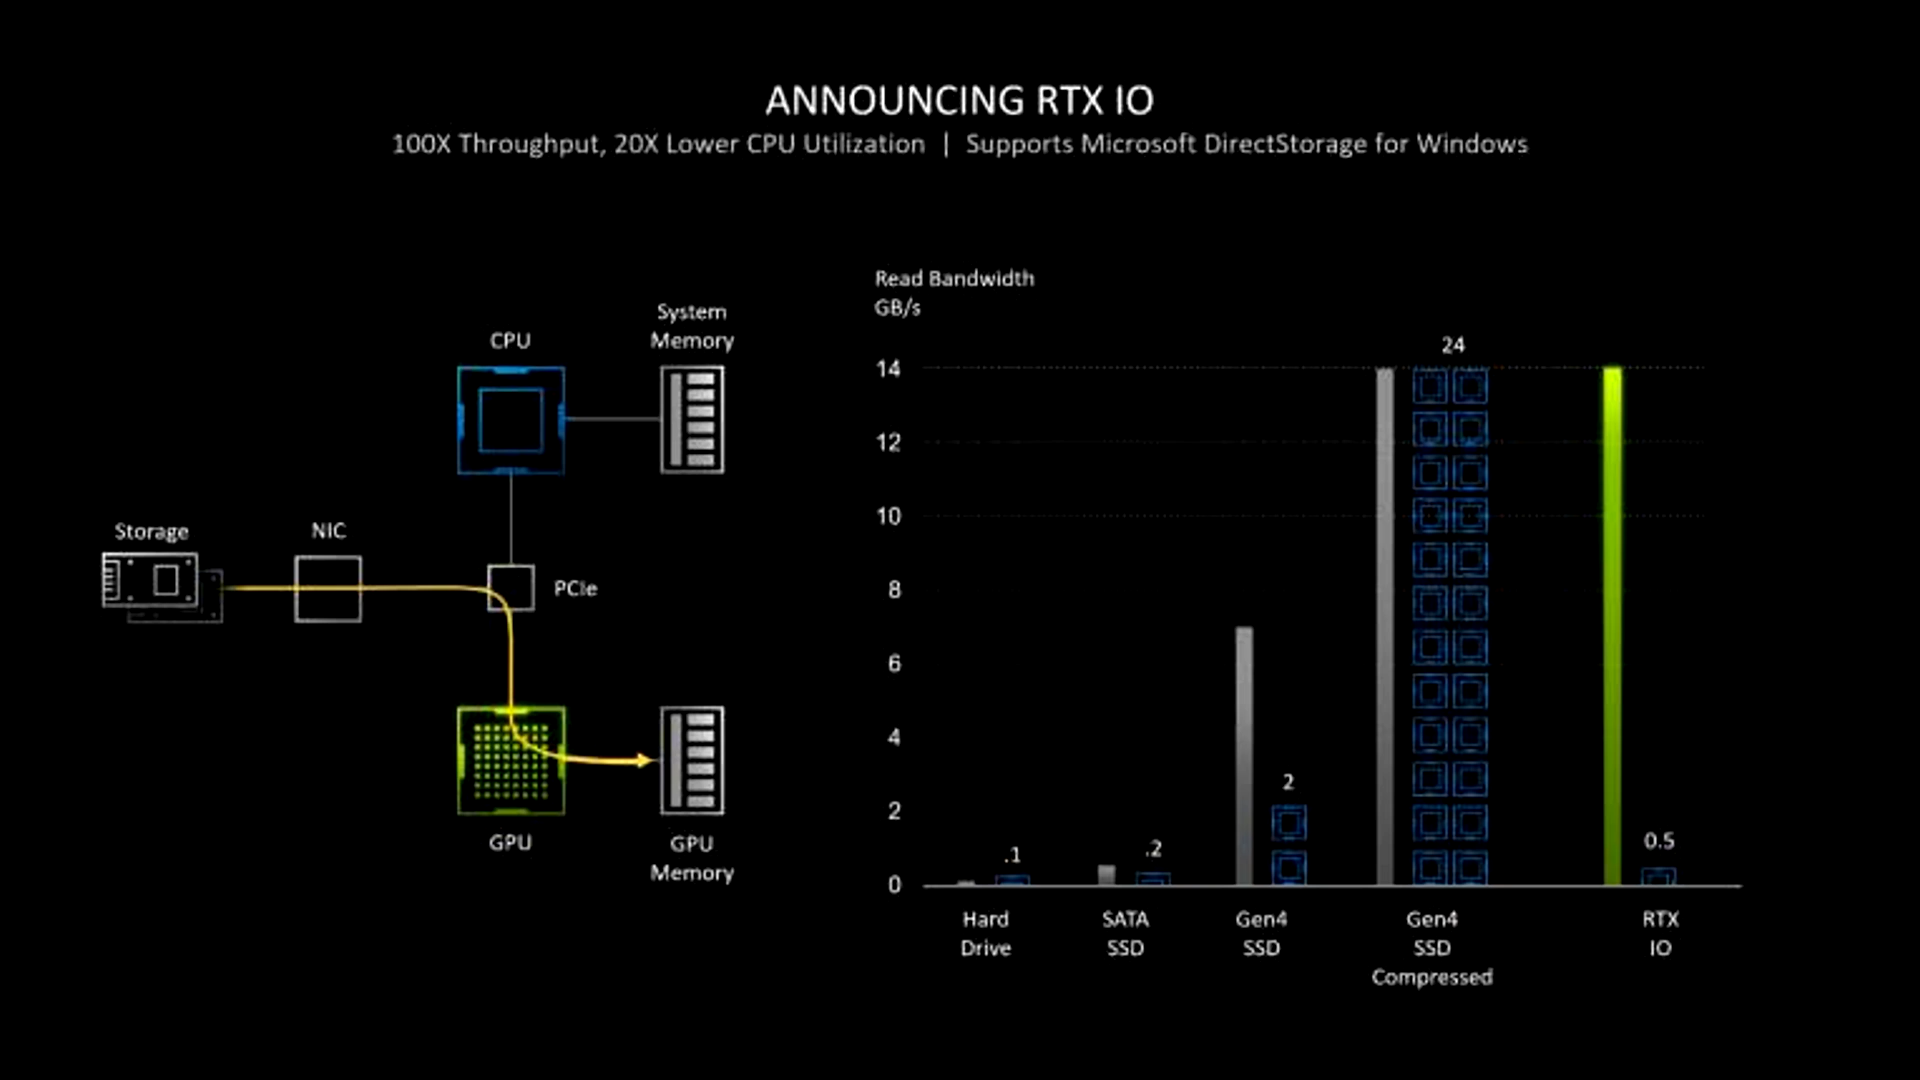 ANNOUNCING RTX IO
100X Throughput, 20X Lower CPU Utilization | Supports Microsoft DirectStorage for Windows
System
Memory
CPU
Storage
NIC
PCIe
GPU
GPU
Memory
Read Bandwidth
GB/s
14
12
10
8
6
4
2
0
.1
.2
2
24
0.5
Hard
Drive
SATA
SSD
Gen4
SSD
Gen4
SSD
Compressed
RTX
IO